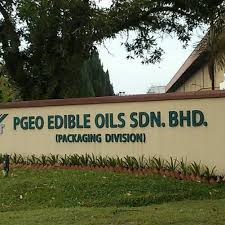 PGEO EDIBLE OILS SDN. BHD.
(PACKAGING DIVISION)